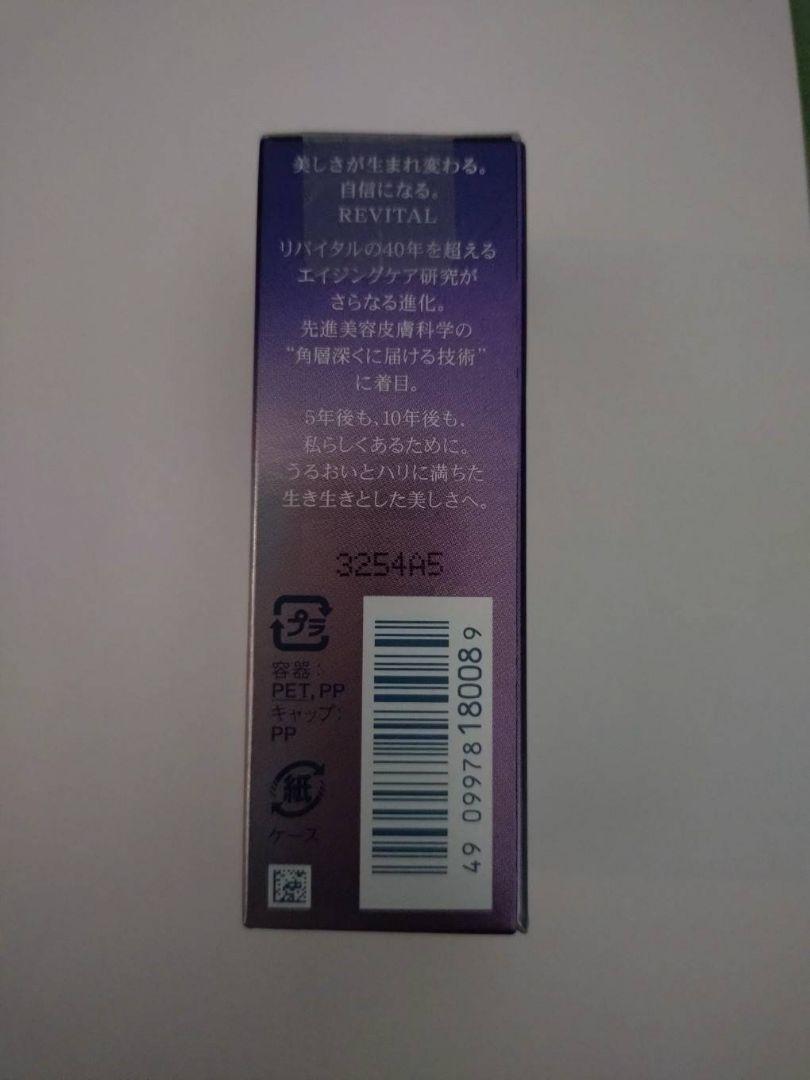 美しさが生まれ変わる。
自信になる。
REVITAL
リバイタルの40年を超える
エイジングケア研究が
さらなる進化。
先進美容皮膚科学の
“角層深くに届ける技術”
に着目。
5年後も、10年後も、
私らしくあるために。
うるおいとハリに満ちた
生き生きとした美しさへ。
3254A5
プラ
容器:
PET, PP
キャップ:
PP
紙
ケース
49 09978 180089